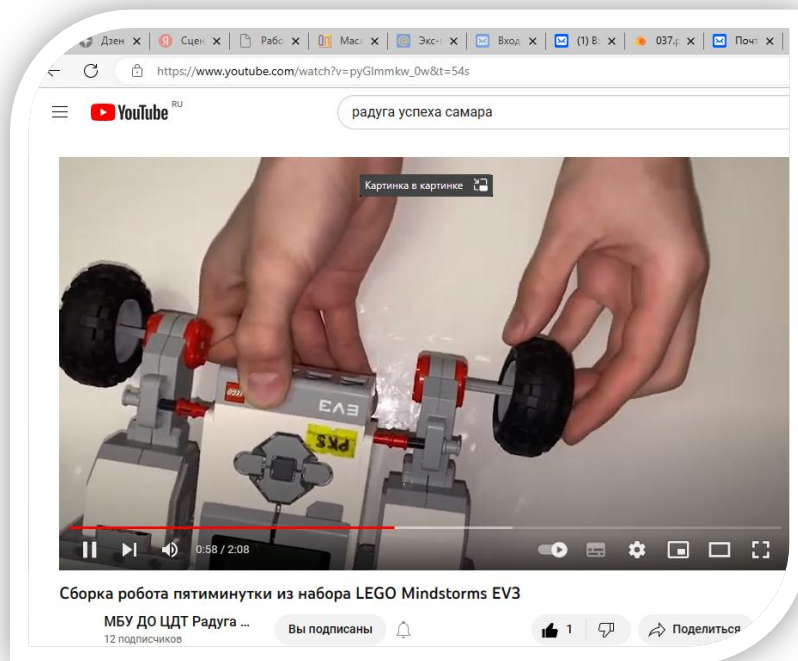 Дзен
Сцен
Рабо
Мас
Экс-
Вход
(1) В
037.
Почт
https://www.youtube.com/watch?v=pyGlmmkw_0w&t=54s
YouTube RU
радуга успеха самара
Картинка в картинке
LEGO
EV3
PKS
0:58 / 2:08
Сборка робота пятиминутки из набора LEGO Mindstorms EV3
МБУ ДО ЦДТ Радуга ...
12 подписчиков
Вы подписаны
1
Поделиться